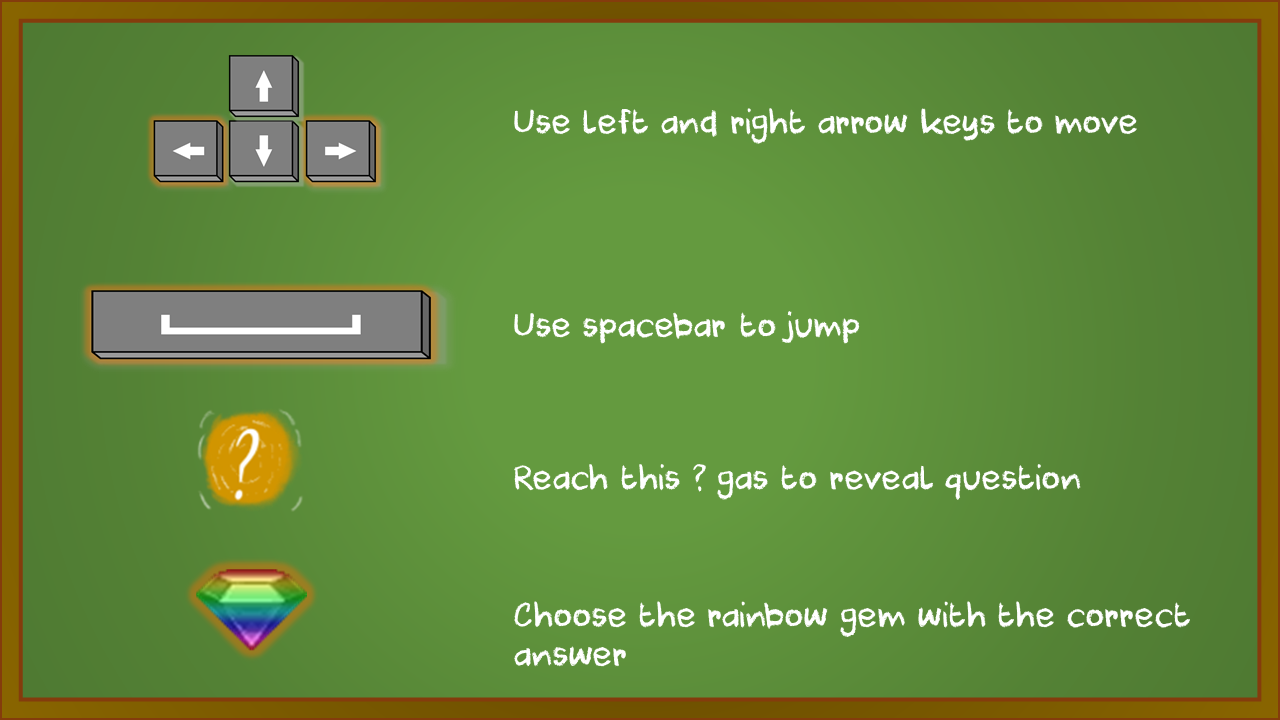 Use left and right arrow keys to move
Use spacebar to jump
?
Reach this ? gas to reveal question
Choose the rainbow gem with the correct
answer